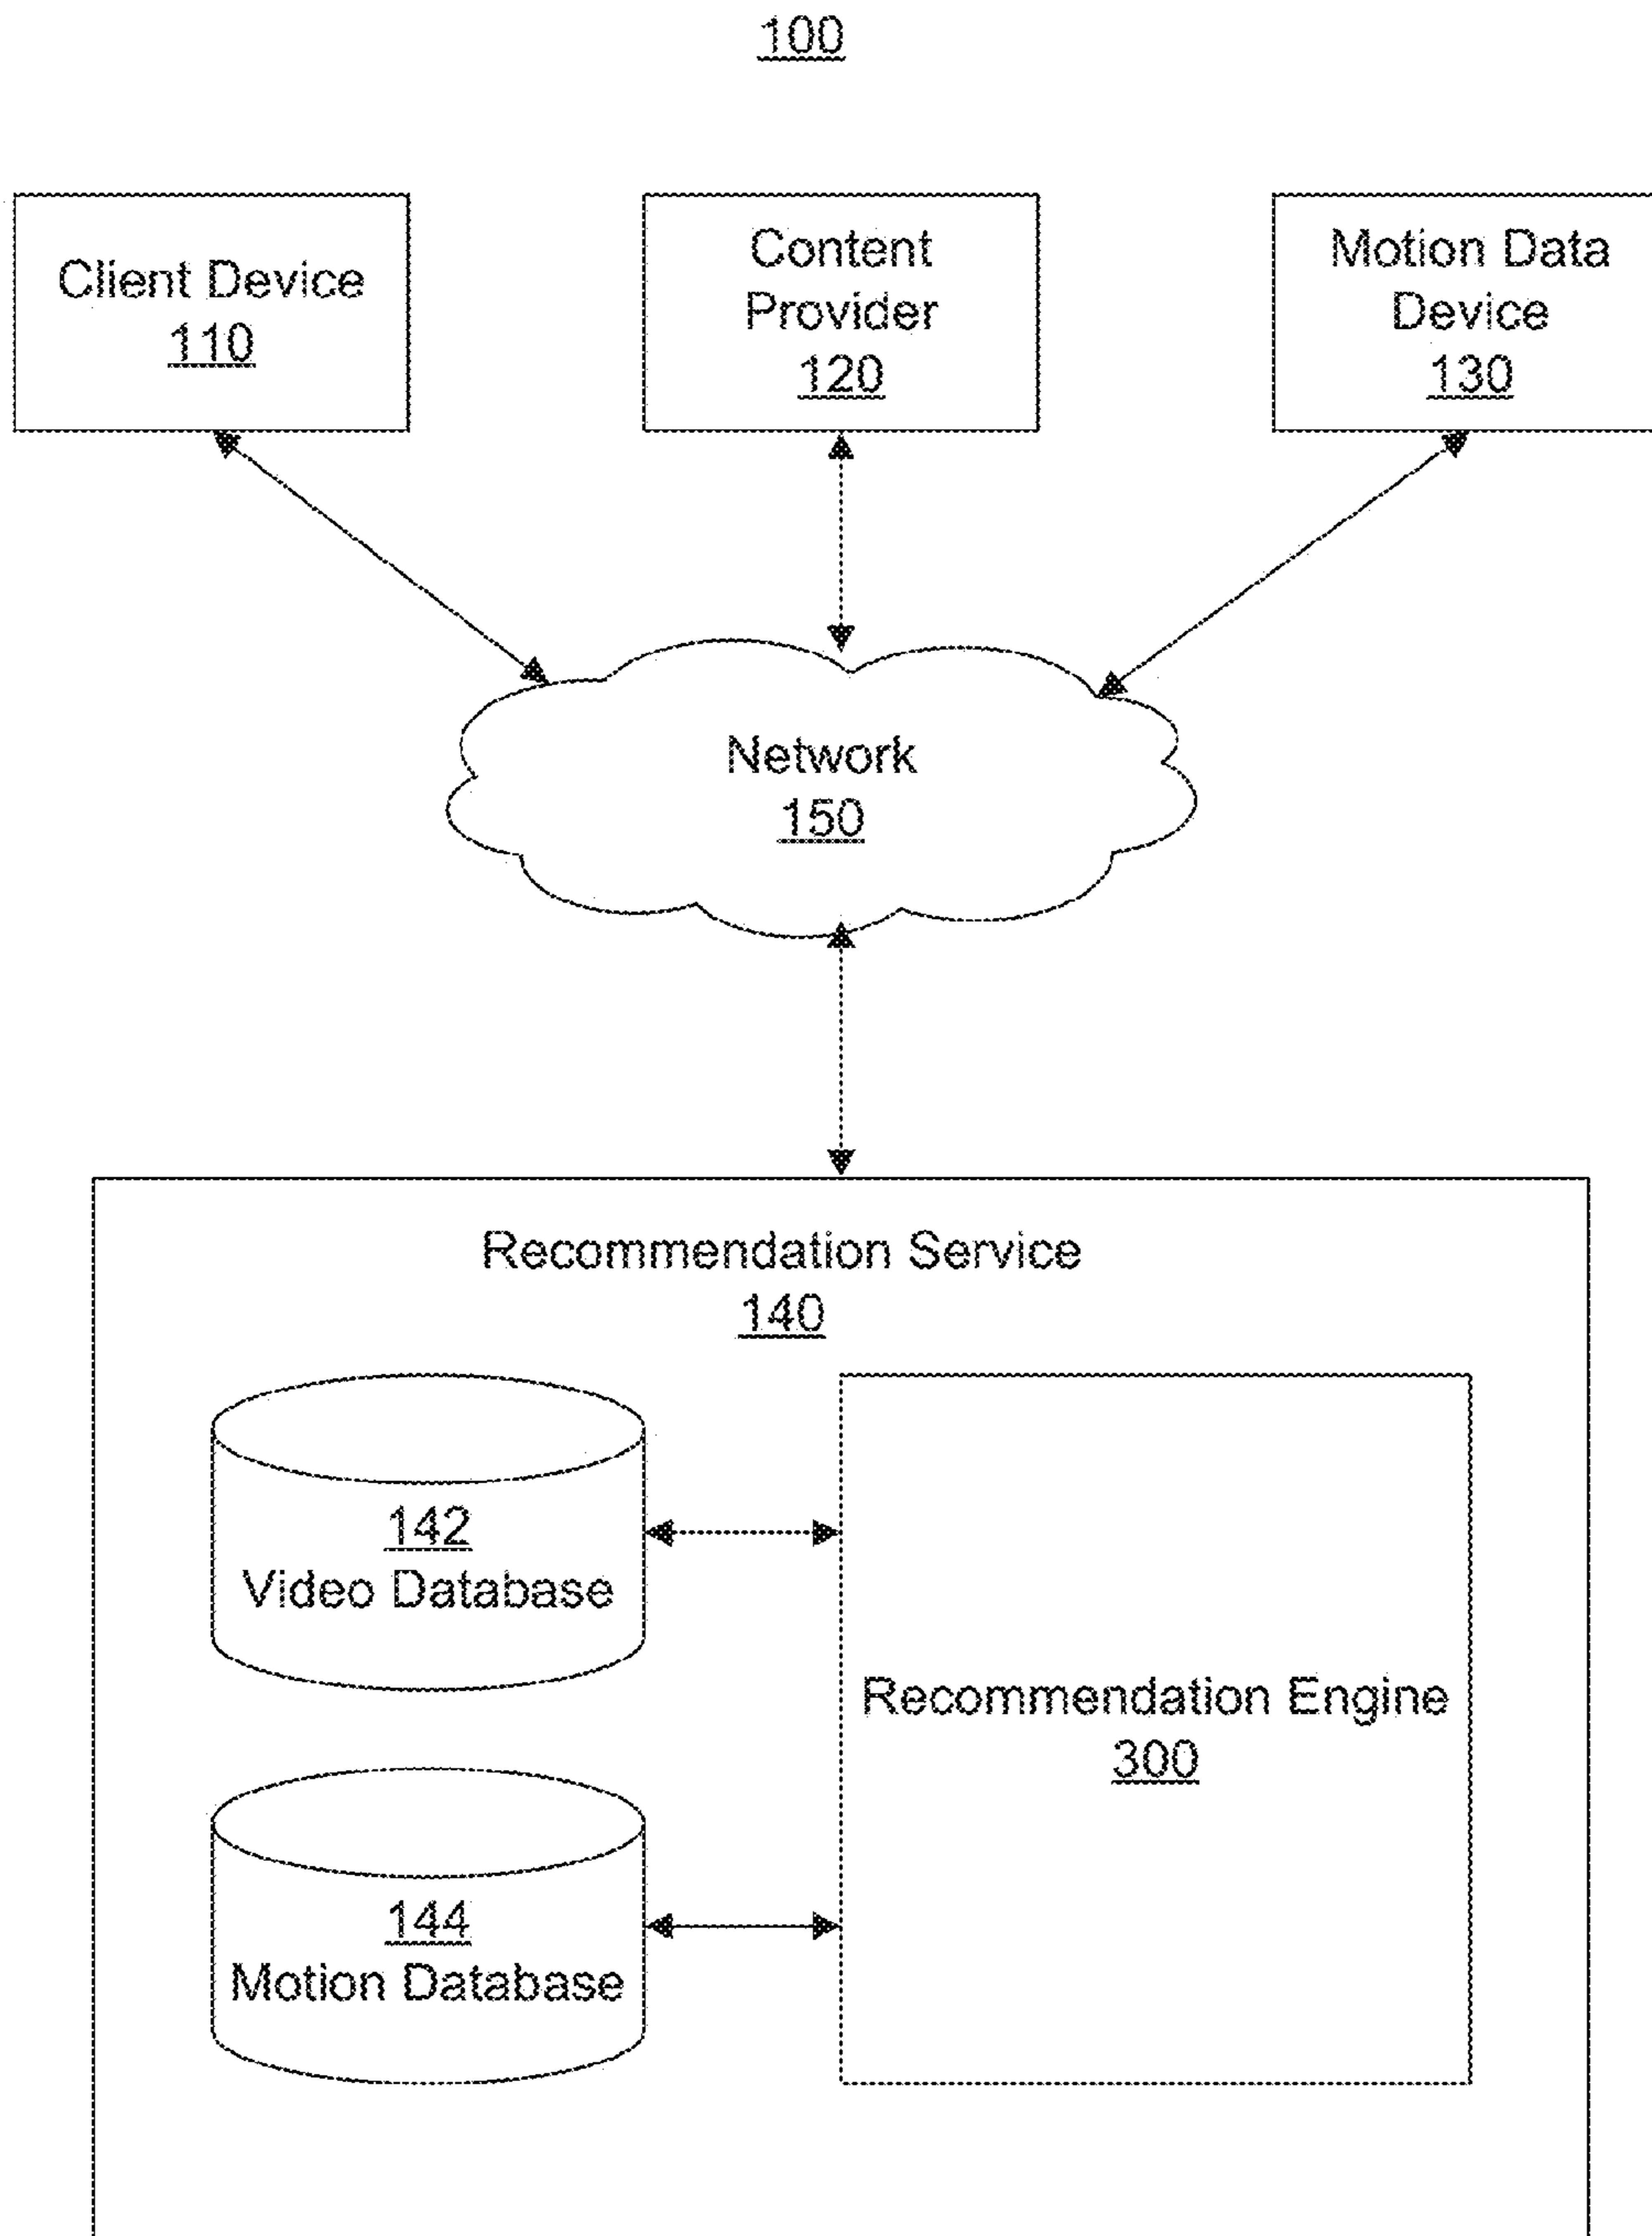 100
Client Device
110
Content
Provider
120
Motion Data
Device
130
Network
150
Recommendation Service
140
142
Video Database
144
Motion Database
Recommendation Engine
300